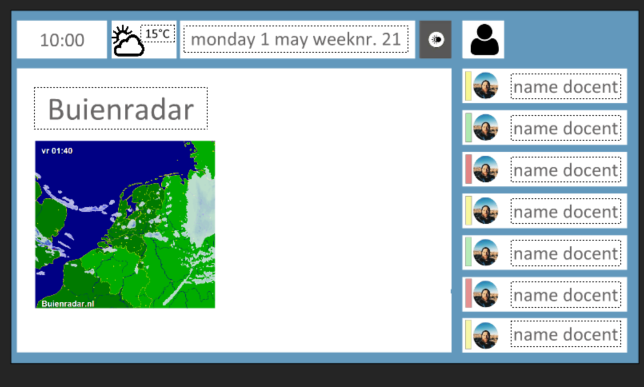 10:00
15°C
monday 1 may weeknr. 21
Buienradar
vr 01:40
Buienradar.nl
name docent
name docent
name docent
name docent
name docent
name docent
name docent